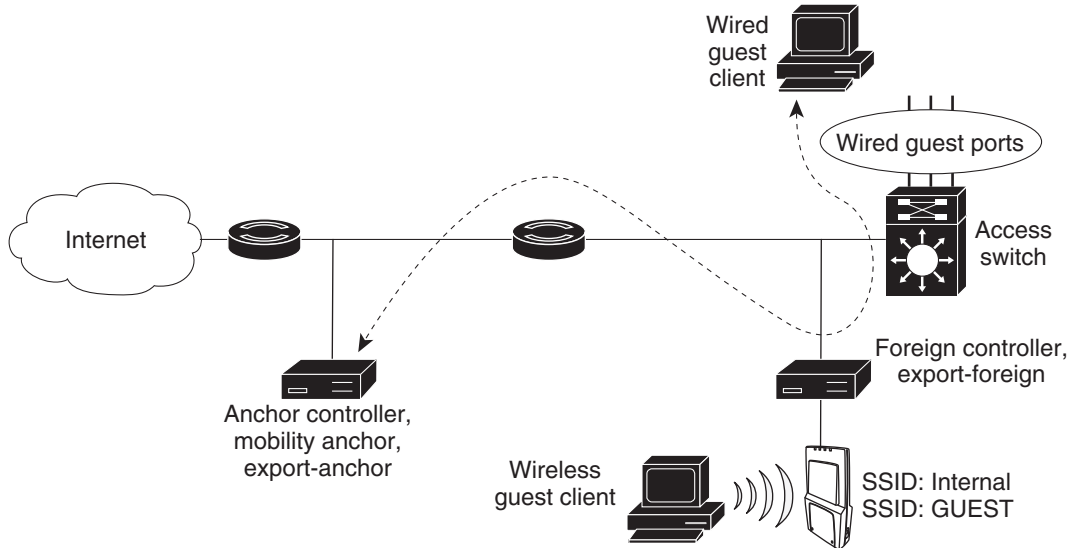 Wired
guest
client
Wired guest ports
Internet
Access
switch
Foreign controller,
export-foreign
Anchor controller,
mobility anchor,
export-anchor
Wireless
guest client
SSID: Internal
SSID: GUEST